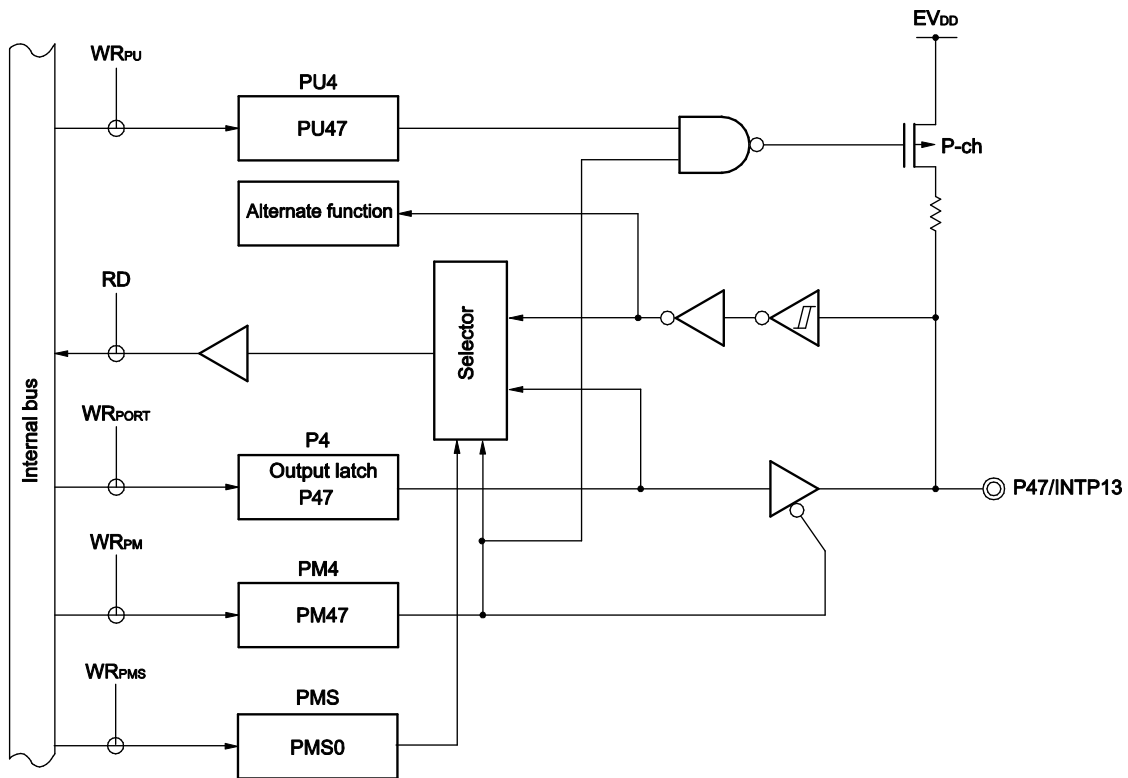 EVDD
WRPU
PU4
PU47
P-ch
Alternate function
RD
Selector
Internal bus
WRPORT
P4
Output latch
P47
P47/INTP13
WRPM
PM4
PM47
WRPMS
PMS
PMS0